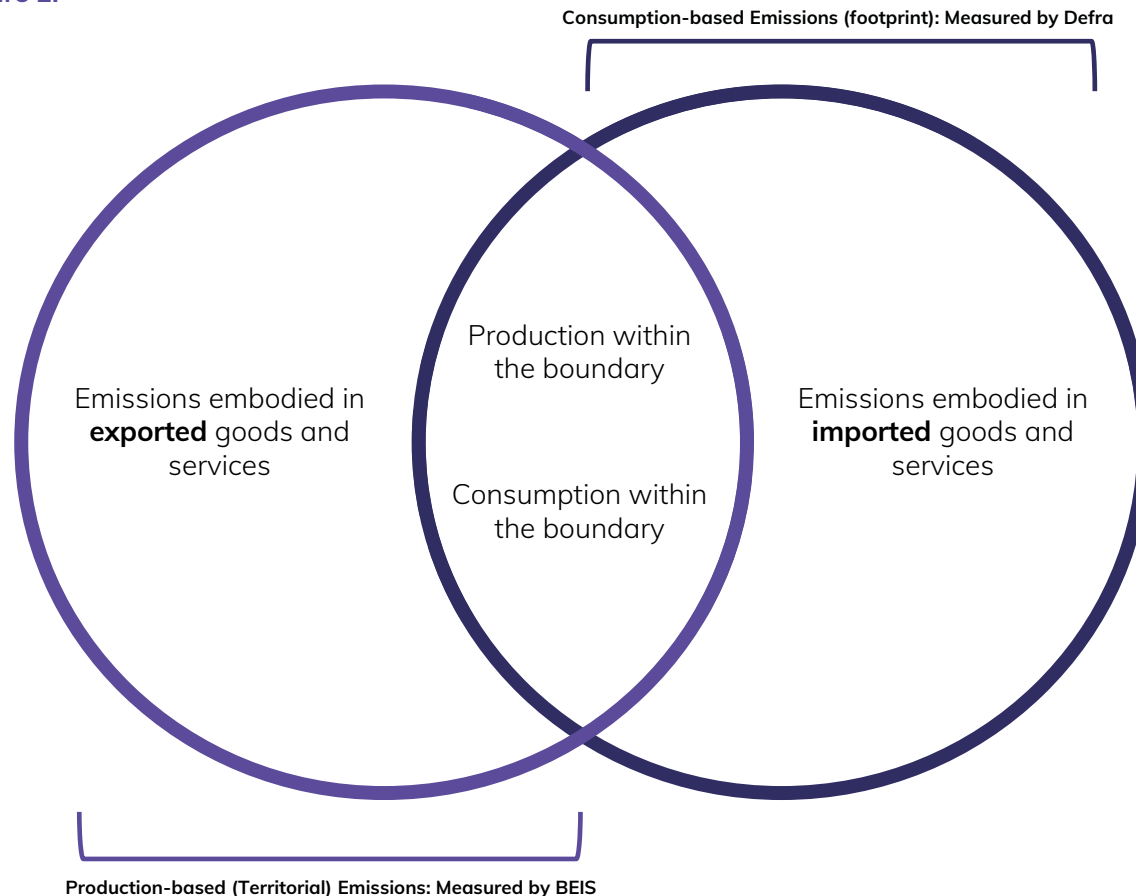 Consumption-based Emissions (footprint): Measured by Defra
Emissions embodied in
exported goods and
services
Production within
the boundary
Consumption within
the boundary
Emissions embodied in
imported goods and
services
Production-based (Territorial) Emissions: Measured by BEIS